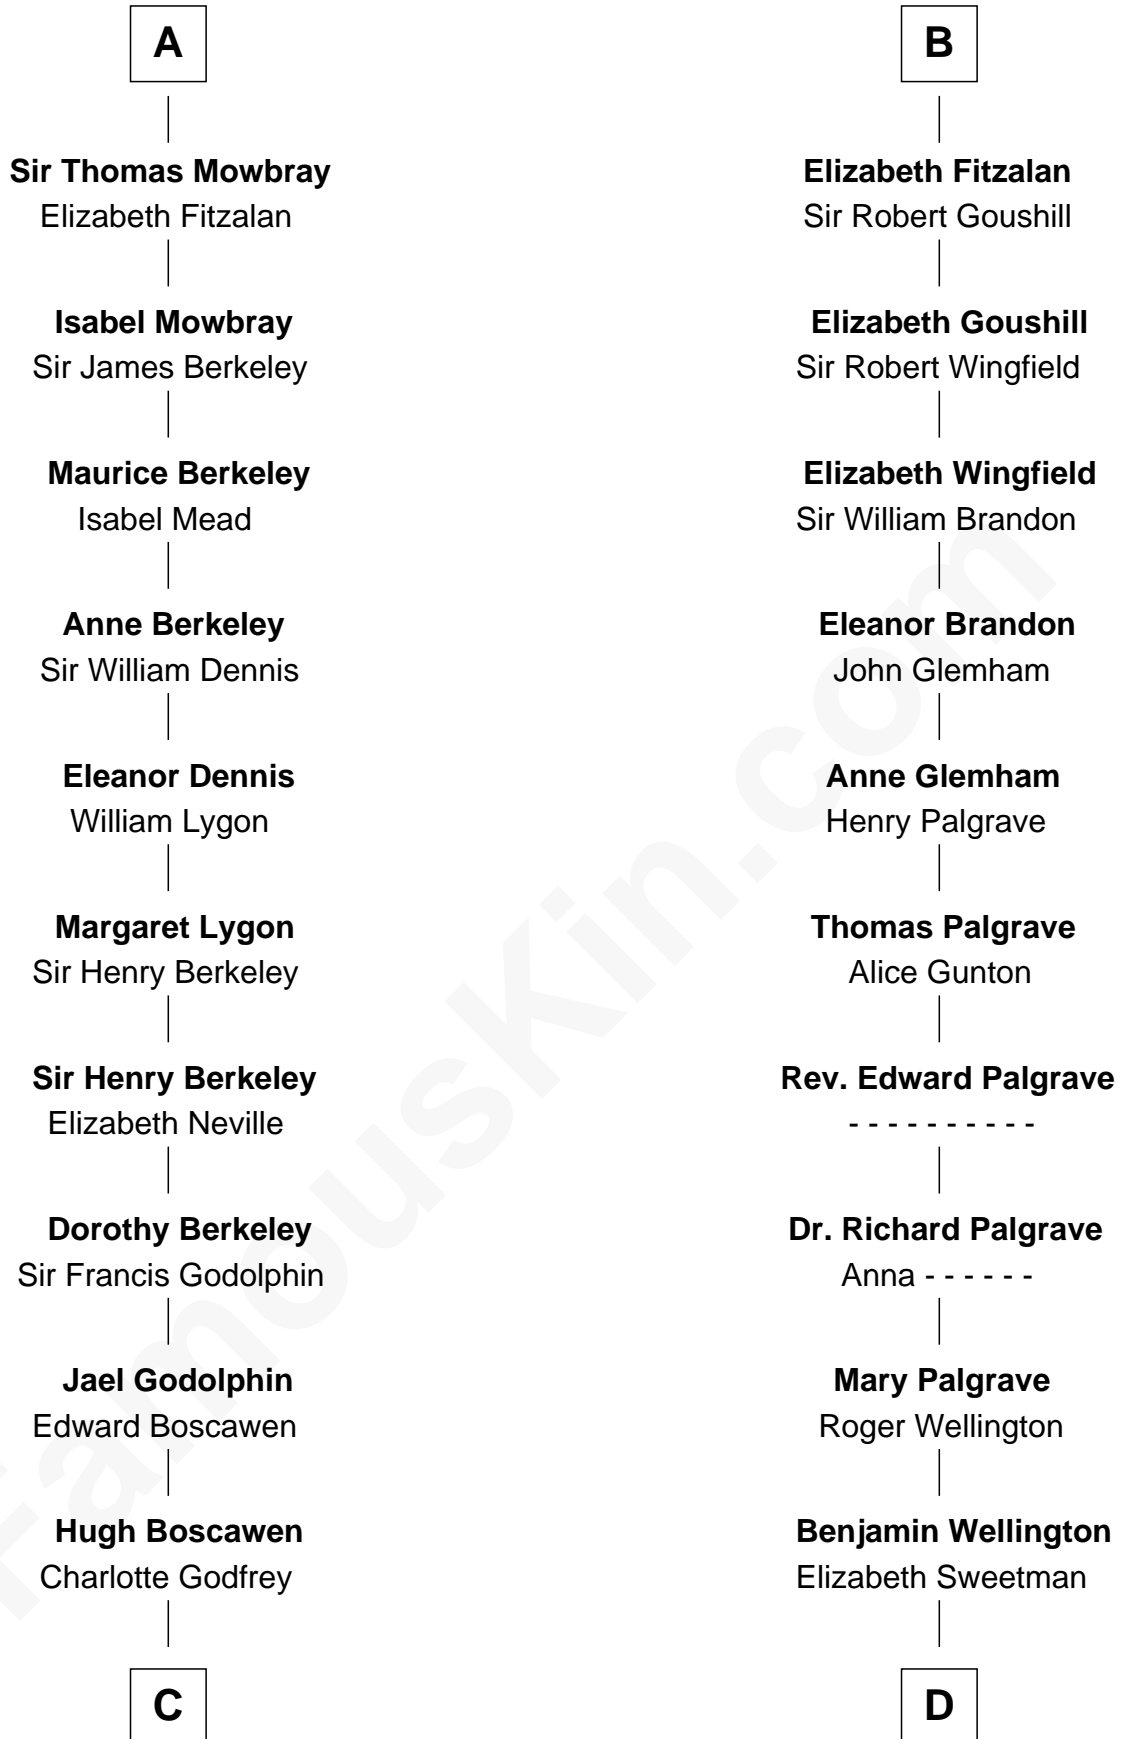 A
Sir Thomas Mowbray
Elizabeth Fitzalan
Isabel Mowbray
Sir James Berkeley
Maurice Berkeley
Isabel Mead
Anne Berkeley
Sir William Dennis
Eleanor Dennis
William Lygon
Margaret Lygon
Sir Henry Berkeley
Sir Henry Berkeley
Elizabeth Neville
Dorothy Berkeley
Sir Francis Godolphin
Jael Godolphin
Edward Boscawen
Hugh Boscawen
Charlotte Godfrey
C
B
Elizabeth Fitzalan
Sir Robert Goushill
Elizabeth Goushill
Sir Robert Wingfield
Elizabeth Wingfield
Sir William Brandon
Eleanor Brandon
John Glemham
Anne Glemham
Henry Palgrave
Thomas Palgrave
Alice Gunton
Rev. Edward Palgrave
- - - - - - - - - -
Dr. Richard Palgrave
Anna - - - - - -
Mary Palgrave
Roger Wellington
Benjamin Wellington
Elizabeth Sweetman
D
FamousKin.com